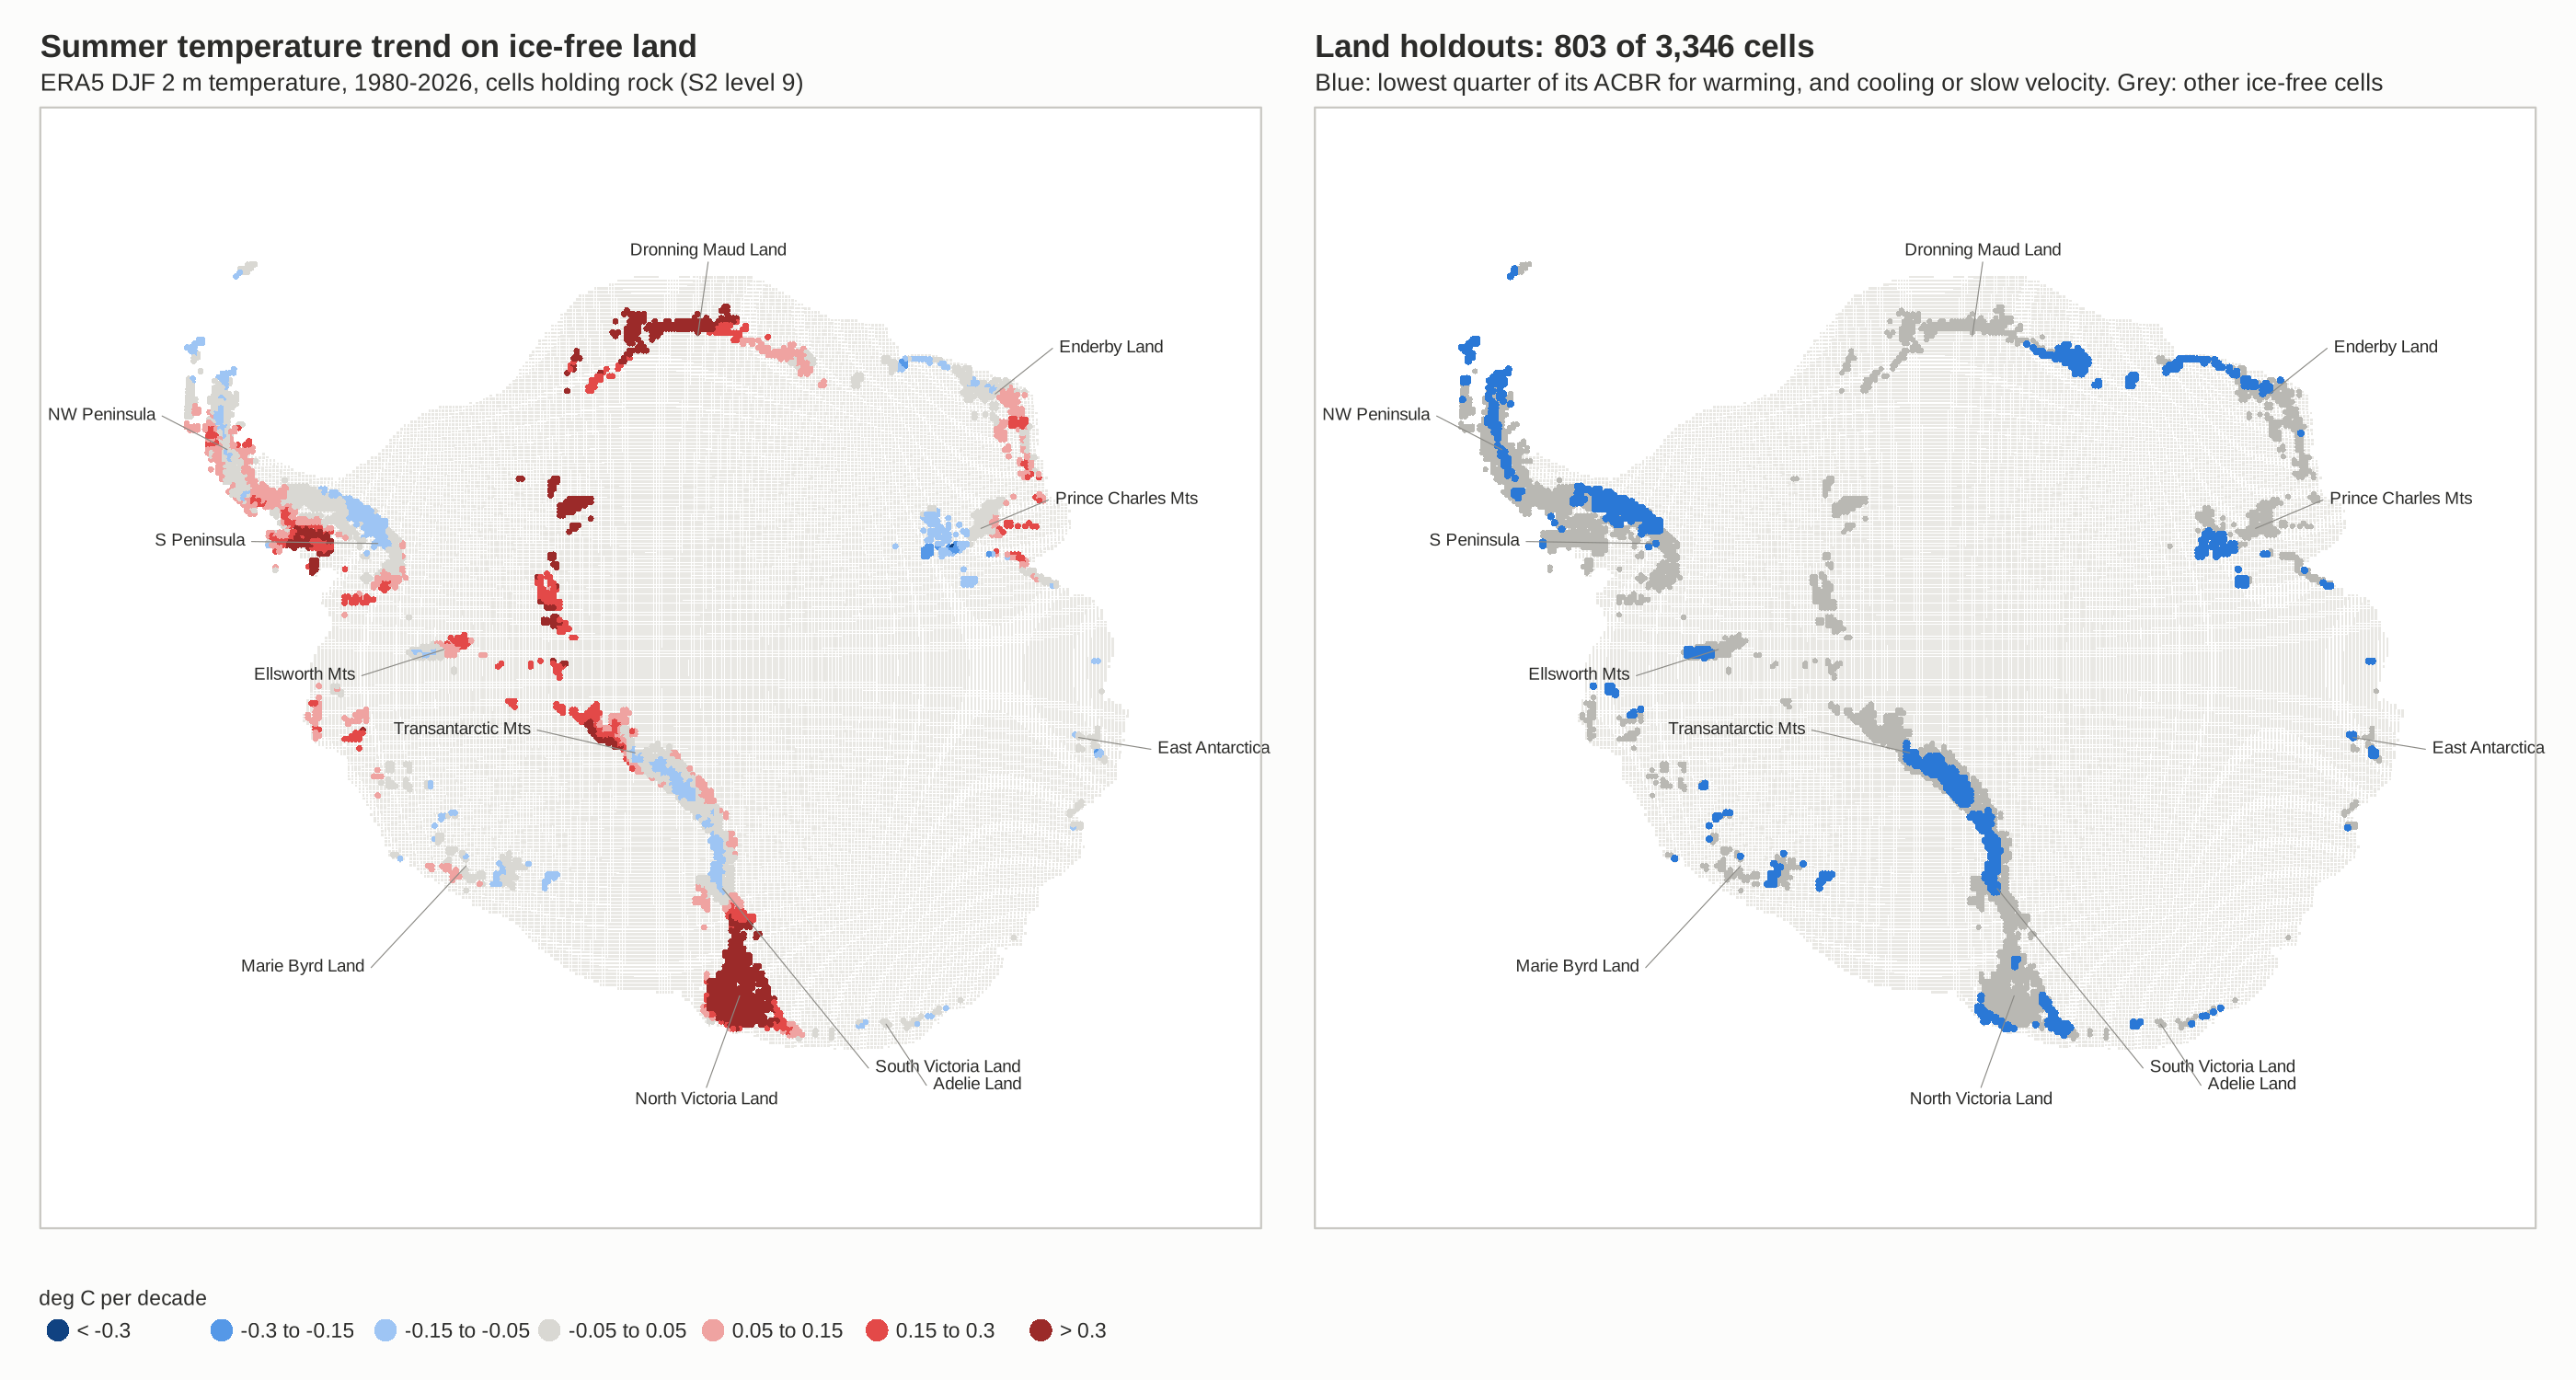 Summer temperature trend on ice-free land
ERA5 DJF 2 m temperature, 1980-2026, cells holding rock (S2 level 9)
Dronning Maud Land
Enderby Land
NW Peninsula
Prince Charles Mts
S Peninsula
Ellsworth Mts
Transantarctic Mts
East Antarctica
Marie Byrd Land
South Victoria Land
Adelie Land
North Victoria Land
Land holdouts: 803 of 3,346 cells
Blue: lowest quarter of its ACBR for warming, and cooling or slow velocity. Grey: other ice-free cells
Dronning Maud Land
Enderby Land
NW Peninsula
Prince Charles Mts
S Peninsula
Ellsworth Mts
Transantarctic Mts
East Antarctica
Marie Byrd Land
South Victoria Land
Adelie Land
North Victoria Land
deg C per decade
< -0.3 -0.3 to -0.15 -0.15 to -0.05 -0.05 to 0.05 0.05 to 0.15 0.15 to 0.3 > 0.3